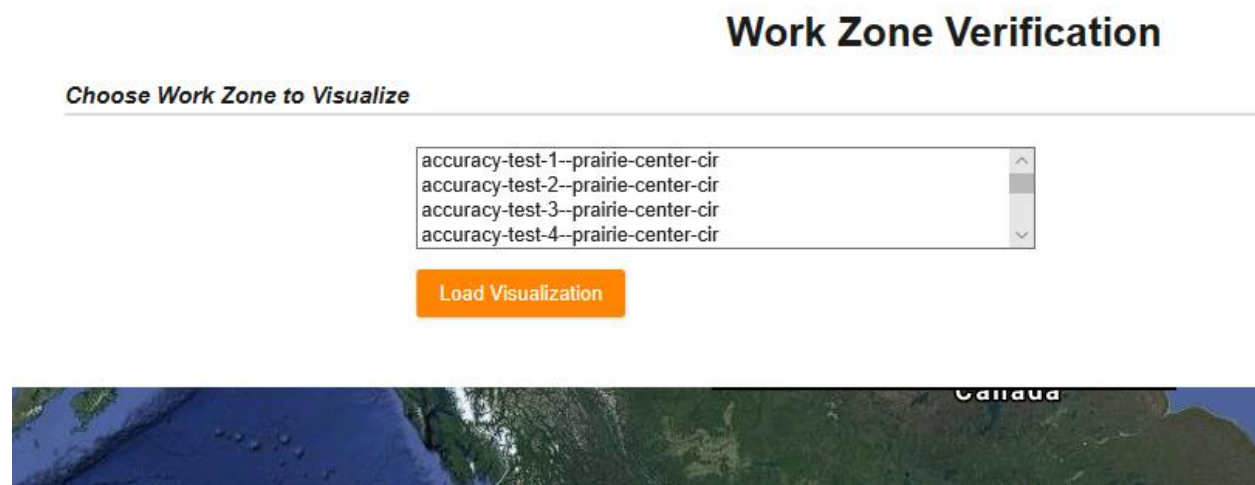 Work Zone Verification
Choose Work Zone to Visualize
accuracy-test-1--prairie-center-cir
accuracy-test-2--prairie-center-cir
accuracy-test-3--prairie-center-cir
accuracy-test-4--prairie-center-cir
Load Visualization
Canada